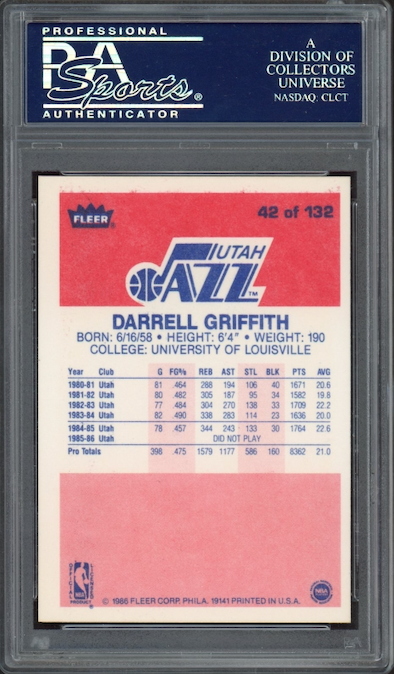 PROFESSIONAL
PSA
Sports®
AUTHENTICATOR
A
DIVISION OF
COLLECTORS
UNIVERSE
NASDAQ: CLCT
FLEER®
42 of 132
UTAH
JAZZ™
DARRELL GRIFFITH
BORN: 6/16/58 • HEIGHT: 6'4" • WEIGHT: 190
COLLEGE: UNIVERSITY OF LOUISVILLE
Year Club G FG% REB AST STL BLK PTS AVG
1980-81 Utah 81 .464 288 194 106 40 1671 20.6
1981-82 Utah 80 .482 305 187 95 34 1582 19.8
1982-83 Utah 77 .484 304 270 138 33 1709 22.2
1983-84 Utah 82 .490 338 283 114 23 1636 20.0
1984-85 Utah 78 .457 344 243 133 30 1764 22.6
1985-86 Utah DID NOT PLAY
Pro Totals 398 .475 1579 1177 586 160 8362 21.0
NBA
PRODUCT
© 1986 FLEER CORP. PHILA. 19141 PRINTED IN U.S.A.
NBA